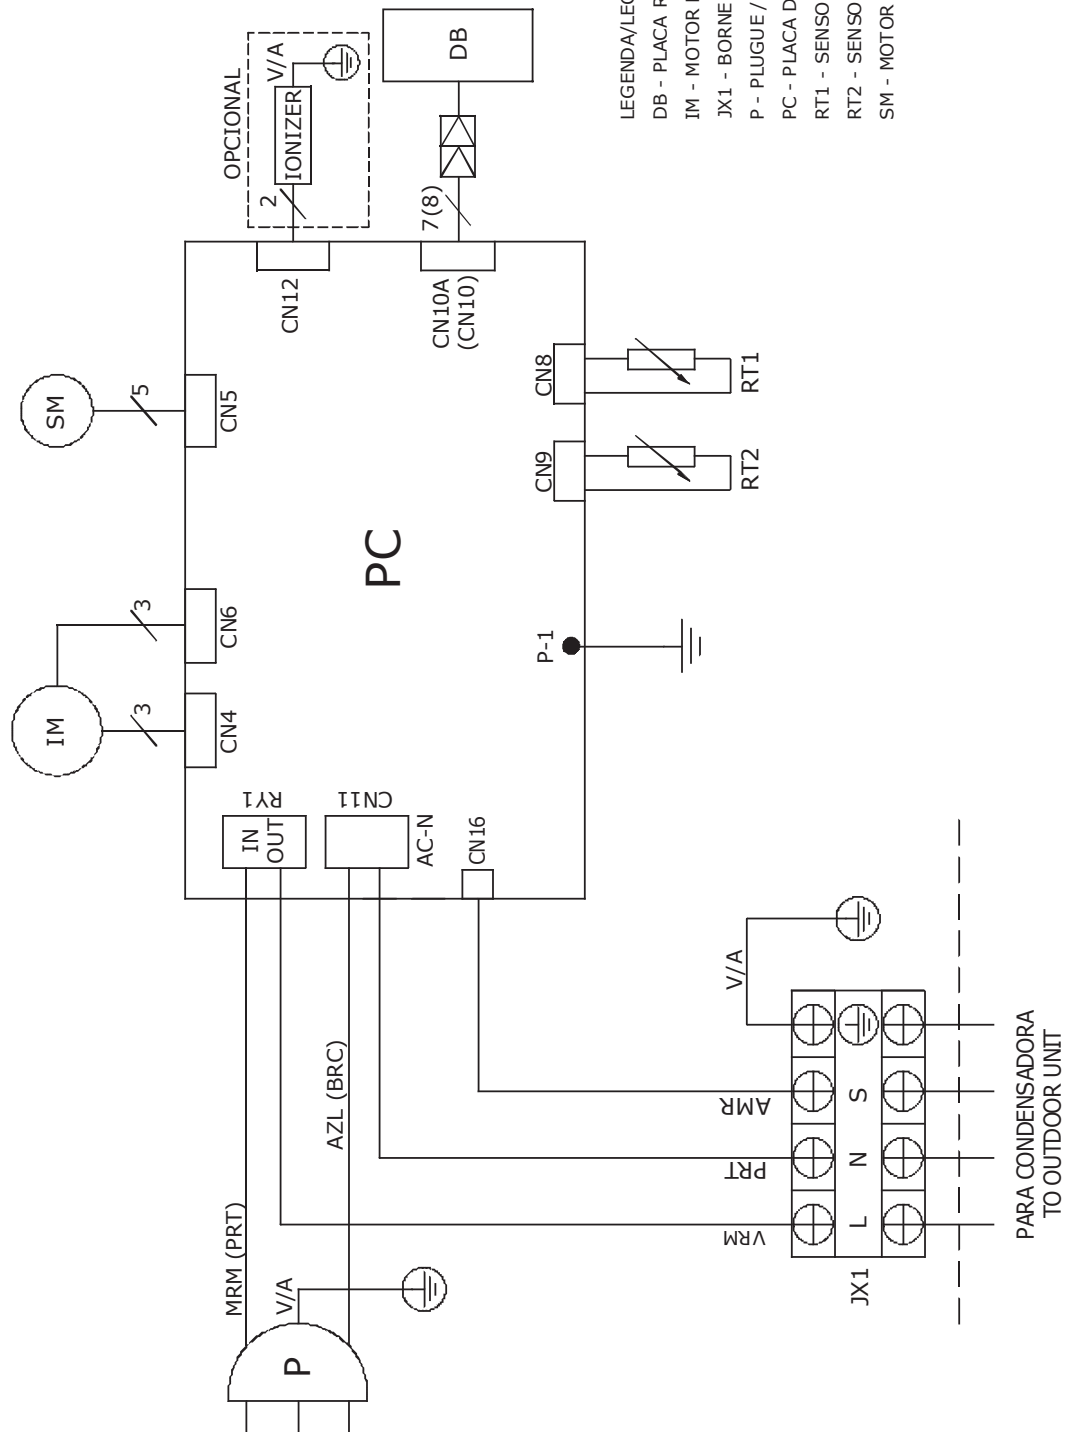 OPCIONAL
V/A
IONIZER
2
DB
7(8)
CN12
CN10A
(CN10)
SM
5
CN5
CN8
RT1
CN9
RT2
PC
IM
3
CN6
3
CN4
P-1
RY1
IN
OUT
CN11
AC-N
CN16
MRM (PRT)
V/A
AZL (BRC)
P
V/A
AMR
PRT
VRM
L N S
JX1
PARA CONDENSADORA
TO OUTDOOR UNIT
LEGENDA/LEG
DB - PLACA R
IM - MOTOR
JX1 - BORNE
P - PLUGUE /
PC - PLACA D
RT1 - SENSO
RT2 - SENSO
SM - MOTOR